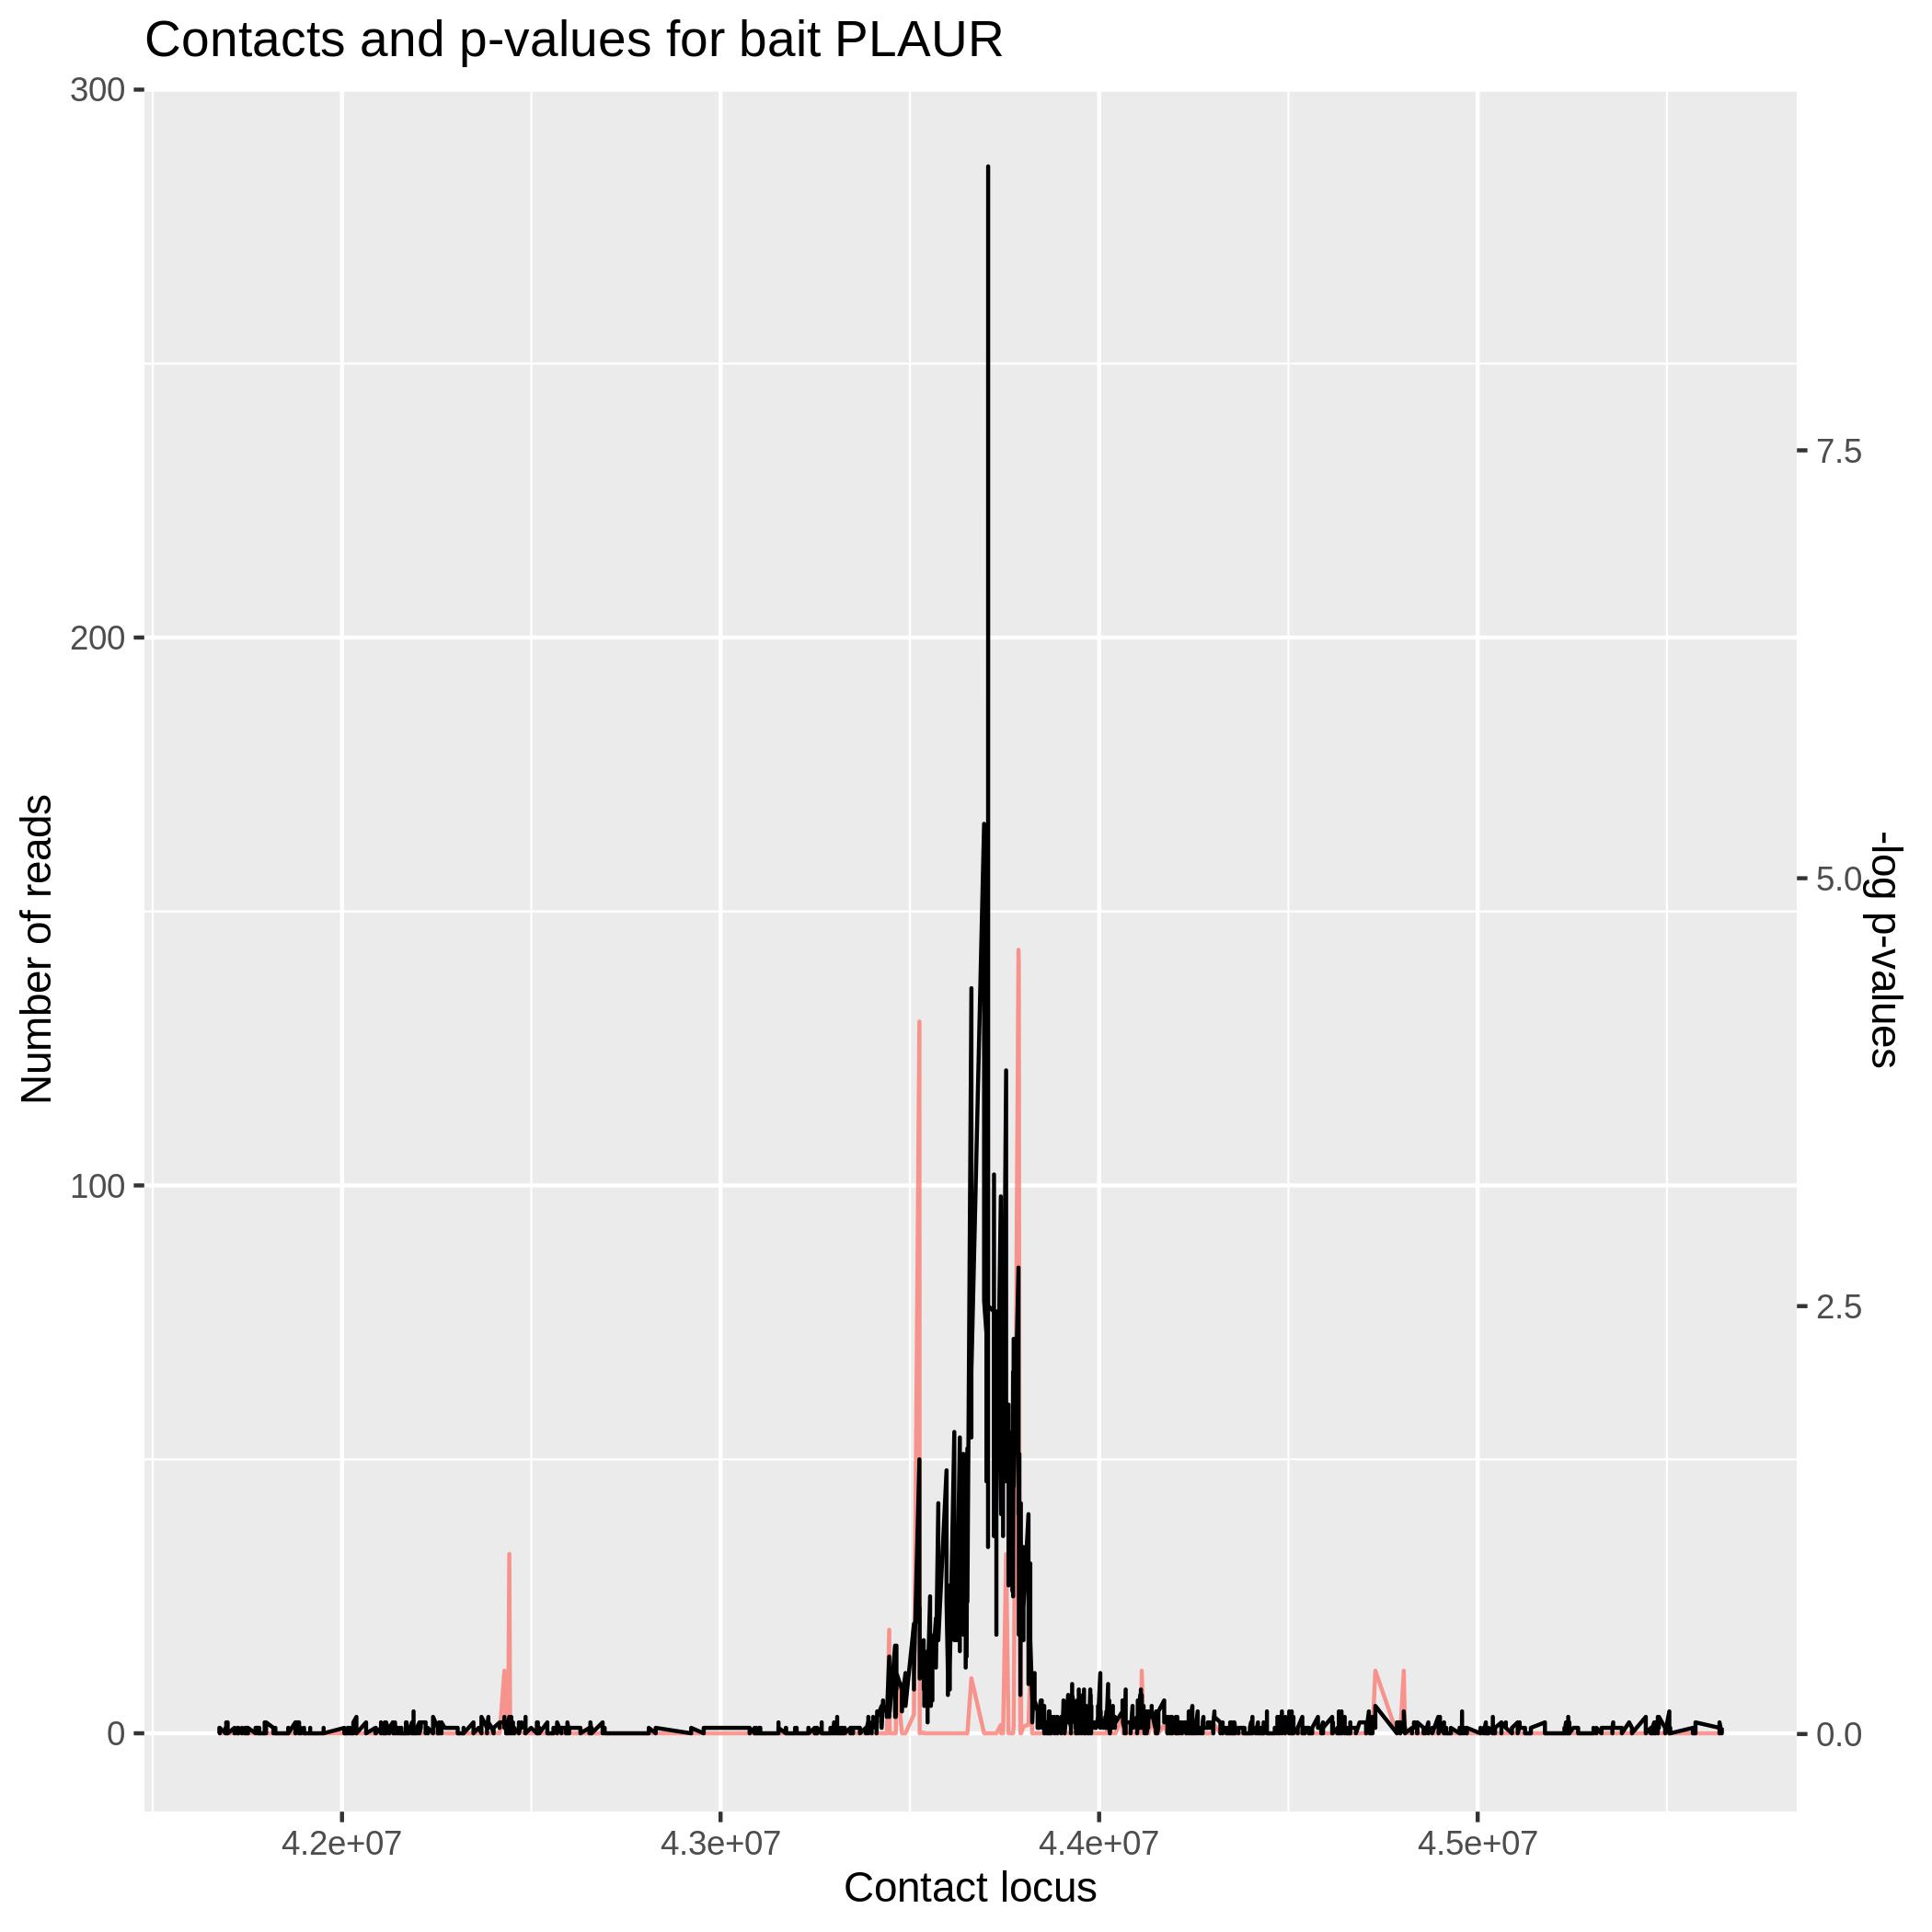 Contacts and p-values for bait PLAUR
300
200
100
0
Number of reads
7.5
5.0
2.5
0.0
-log p-values
4.2e+07
4.3e+07
4.4e+07
4.5e+07
Contact locus